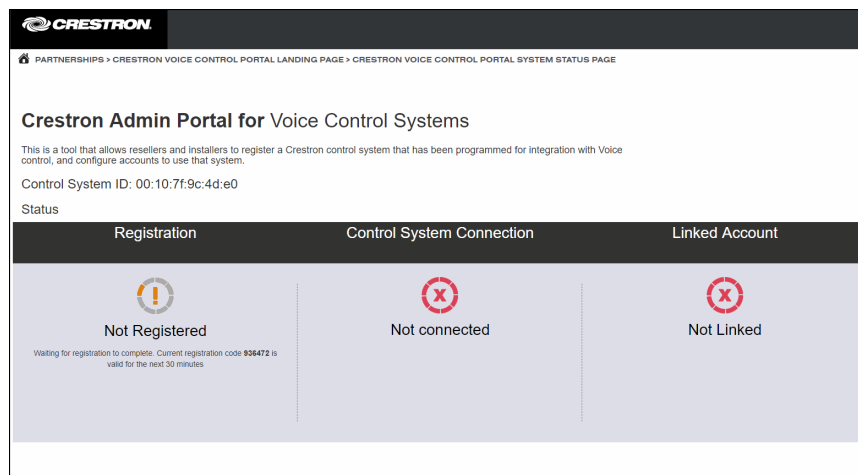 CRESTRON.
PARTNERSHIPS > CRESTRON VOICE CONTROL PORTAL LANDING PAGE > CRESTRON VOICE CONTROL PORTAL SYSTEM STATUS PAGE
Crestron Admin Portal for Voice Control Systems
This is a tool that allows resellers and installers to register a Crestron control system that has been programmed for integration with Voice
control, and configure accounts to use that system.
Control System ID: 00:10:7f:9c:4d:e0
Status
Registration Control System Connection Linked Account
! X X
Not Registered Not connected Not Linked
Waiting for registration to complete. Current registration code 936472 is
valid for the next 30 minutes